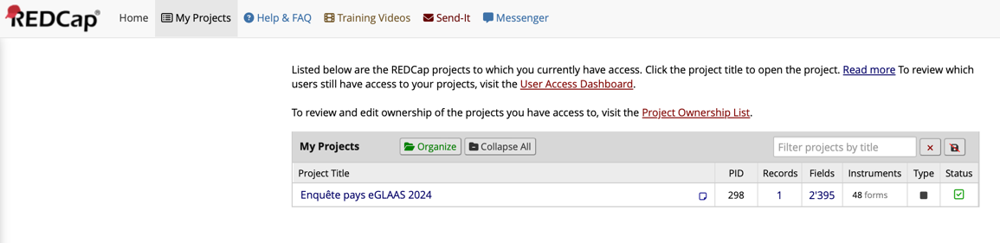 REDCap®
Home My Projects Help & FAQ Training Videos Send-It Messenger
Listed below are the REDCap projects to which you currently have access. Click the project title to open the project. Read more To review which
users still have access to your projects, visit the User Access Dashboard.
To review and edit ownership of the projects you have access to, visit the Project Ownership List.
My Projects Organize Collapse All Filter projects by title
Project Title PID Records Fields Instruments Type Status
Enquête pays eGLAAS 2024 298 1 2'395 48 forms